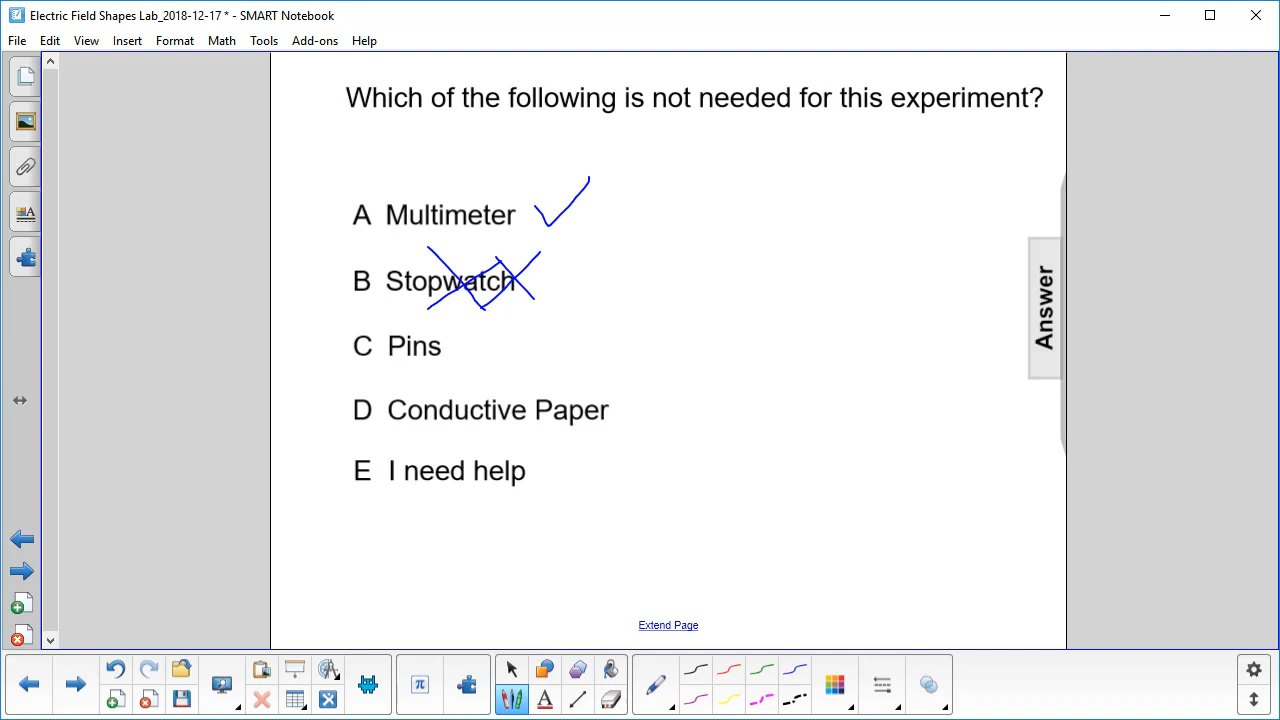 Electric Field Shapes Lab_2018-12-17 * - SMART Notebook
File Edit View Insert Format Math Tools Add-ons Help
Which of the following is not needed for this experiment?
A Multimeter
B Stopwatch
C Pins
D Conductive Paper
E I need help
Answer
Extend Page
π
A